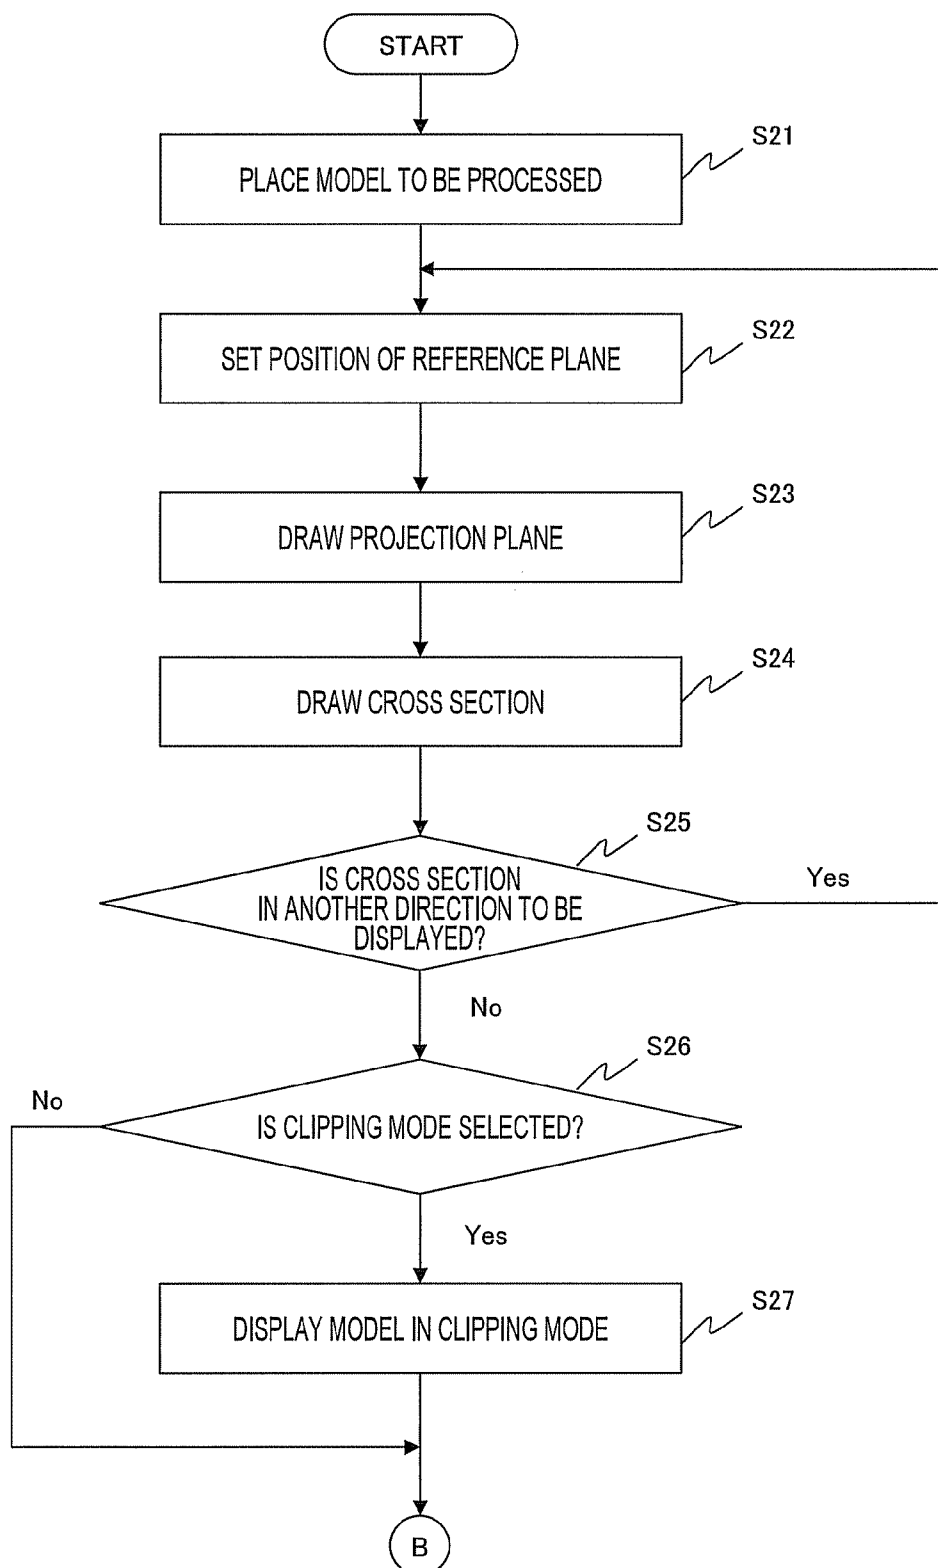 START
PLACE MODEL TO BE PROCESSED
S21
SET POSITION OF REFERENCE PLANE
S22
DRAW PROJECTION PLANE
S23
DRAW CROSS SECTION
S24
IS CROSS SECTION
IN ANOTHER DIRECTION TO BE
DISPLAYED?
S25
Yes
No
IS CLIPPING MODE SELECTED?
S26
No
Yes
DISPLAY MODEL IN CLIPPING MODE
S27
B